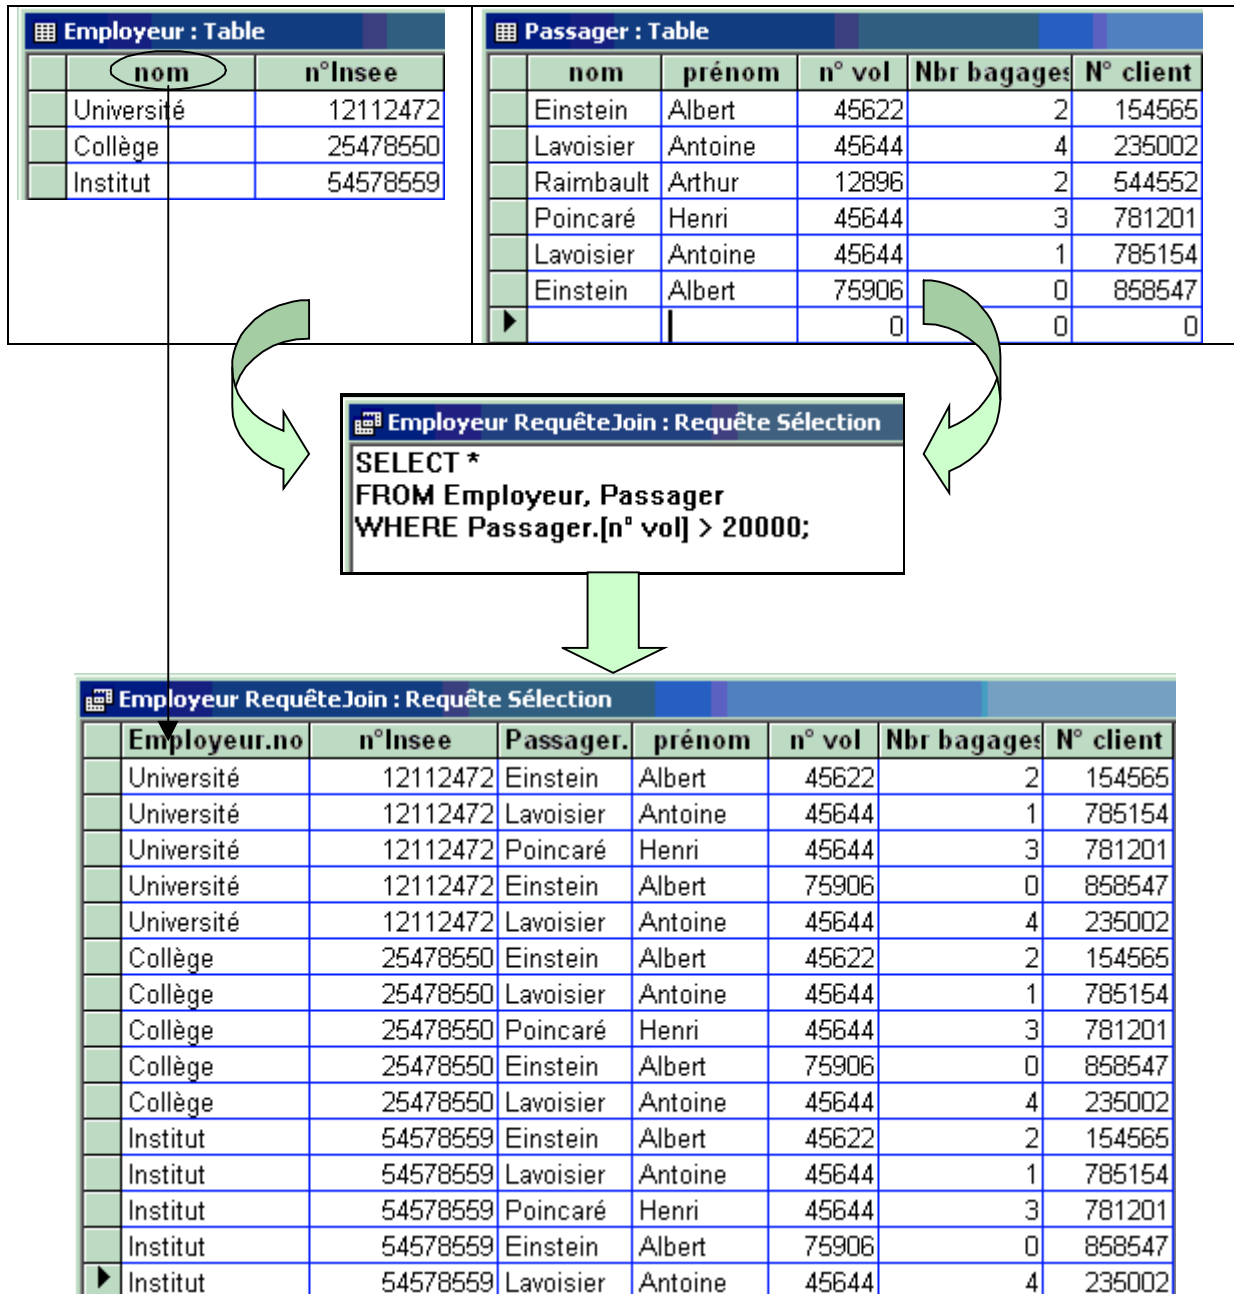 Employeur : Table
nom n°Insee
Université 12112472
Collège 25478550
Institut 54578559
Passager : Table
nom prénom n° vol Nbr bagages N° client
Einstein Albert 45622 2 154565
Lavoisier Antoine 45644 4 235002
Raimbault Arthur 12896 2 544552
Poincaré Henri 45644 3 781201
Lavoisier Antoine 45644 1 785154
Einstein Albert 75906 0 858547
0 0 0
Employeur RequêteJoin : Requête Sélection
SELECT *
FROM Employeur, Passager
WHERE Passager.[n° vol] > 20000;
Employeur RequêteJoin : Requête Sélection
Employeur.no n°Insee Passager. prénom n° vol Nbr bagages N° client
Université 12112472 Einstein Albert 45622 2 154565
Université 12112472 Lavoisier Antoine 45644 1 785154
Université 12112472 Poincaré Henri 45644 3 781201
Université 12112472 Einstein Albert 75906 0 858547
Université 12112472 Lavoisier Antoine 45644 4 235002
Collège 25478550 Einstein Albert 45622 2 154565
Collège 25478550 Lavoisier Antoine 45644 1 785154
Collège 25478550 Poincaré Henri 45644 3 781201
Collège 25478550 Einstein Albert 75906 0 858547
Collège 25478550 Lavoisier Antoine 45644 4 235002
Institut 54578559 Einstein Albert 45622 2 154565
Institut 54578559 Lavoisier Antoine 45644 1 785154
Institut 54578559 Poincaré Henri 45644 3 781201
Institut 54578559 Einstein Albert 75906 0 858547
Institut 54578559 Lavoisier Antoine 45644 4 235002